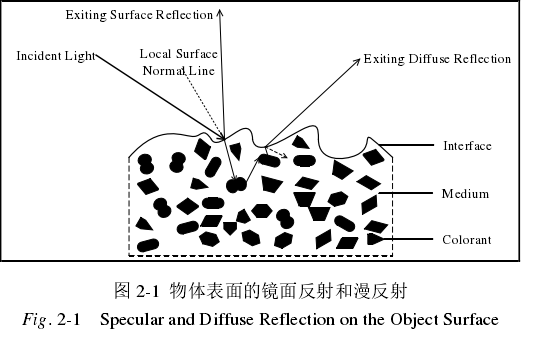 Exiting Surface Reflection
Incident Light
Local Surface
Normal Line
Exiting Diffuse Reflection
Interface
Medium
Colorant
图 2-1 物体表面的镜面反射和漫反射
Fig. 2-1 Specular and Diffuse Reflection on the Object Surface